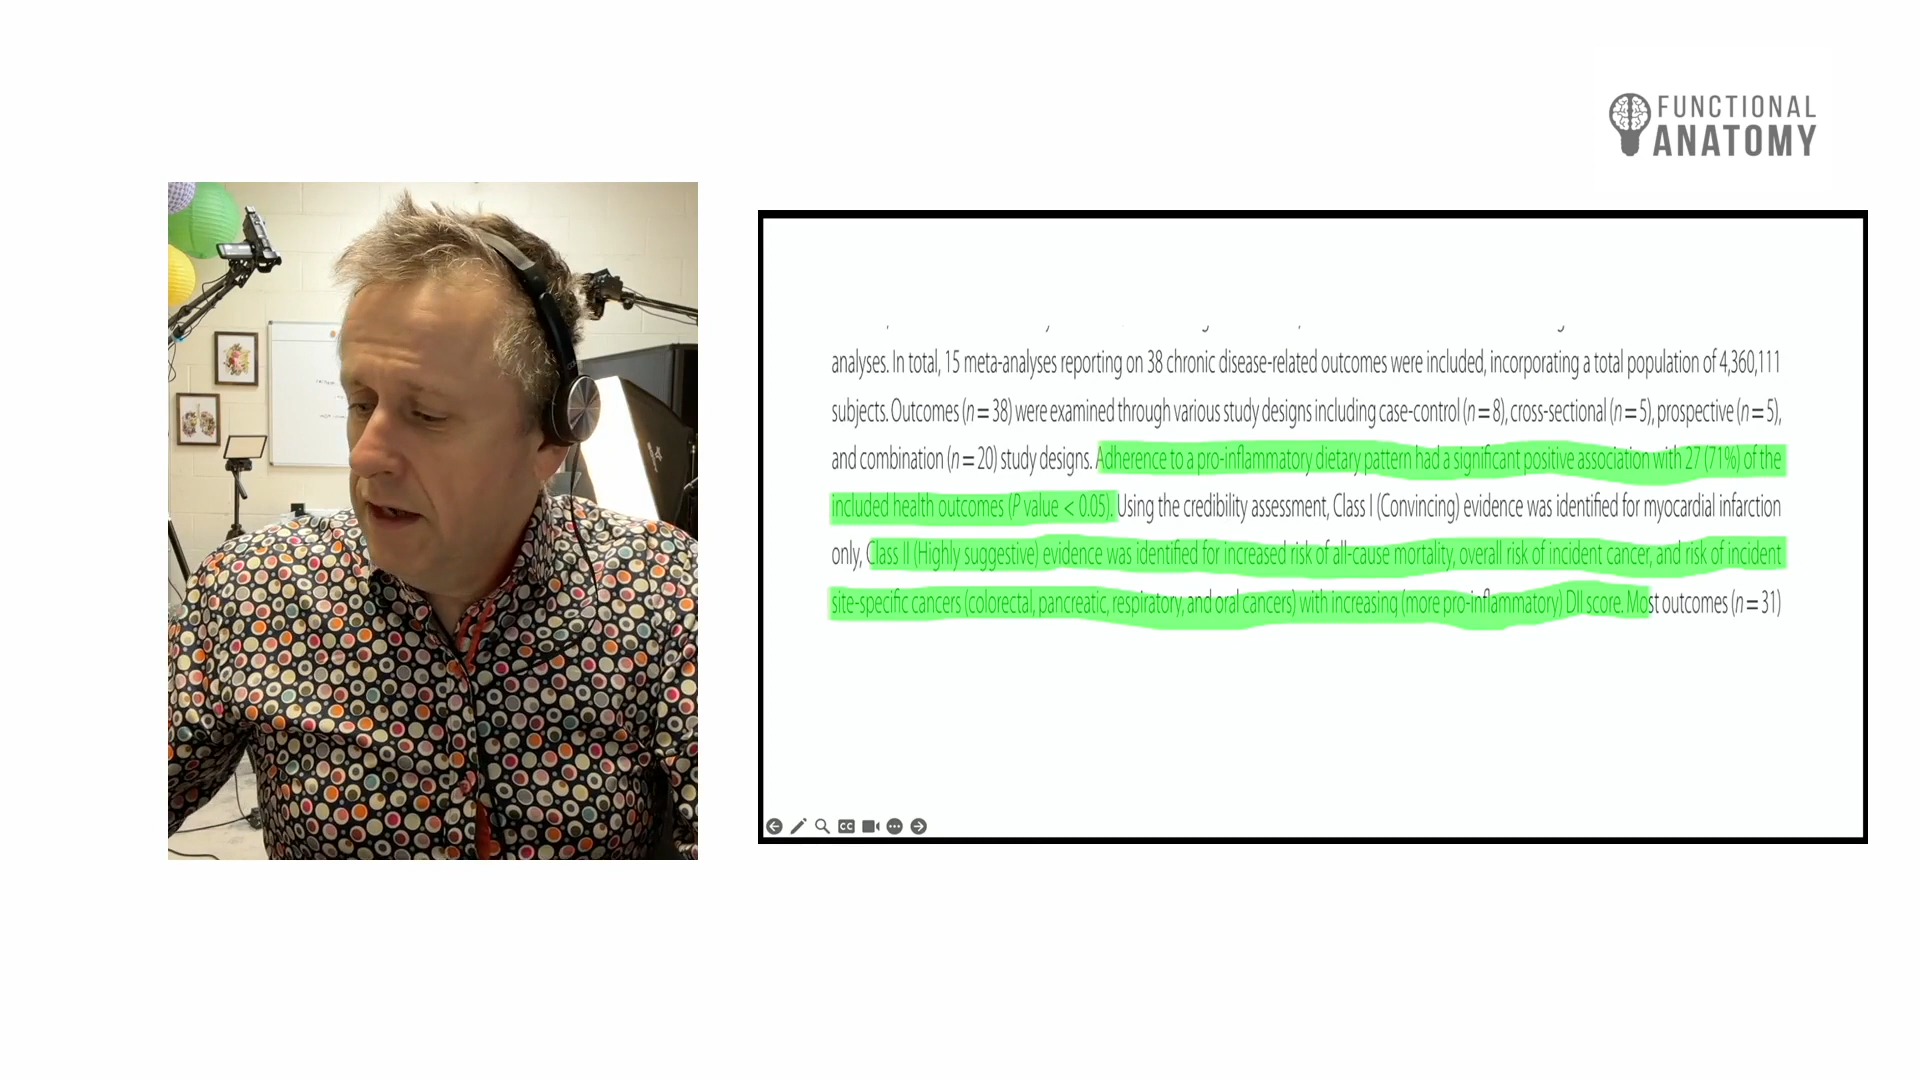 FUNCTIONAL
ANATOMY
analyses. In total, 15 meta-analyses reporting on 38 chronic disease-related outcomes were included, incorporating a total population of 4,360,111
subjects. Outcomes (n = 38) were examined through various study designs including case-control (n = 8), cross-sectional (n = 5), prospective (n = 5),
and combination (n = 20) study designs. Adherence to a pro-inflammatory dietary pattern had a significant positive association with 27 (71%) of the
included health outcomes (P value < 0.05). Using the credibility assessment, Class I (Convincing) evidence was identified for myocardial infarction
only, Class II (Highly suggestive) evidence was identified for increased risk of all-cause mortality, overall risk of incident cancer, and risk of incident
site-specific cancers (colorectal, pancreatic, respiratory, and oral cancers) with increasing (more pro-inflammatory) DII score. Most outcomes (n = 31)
CC